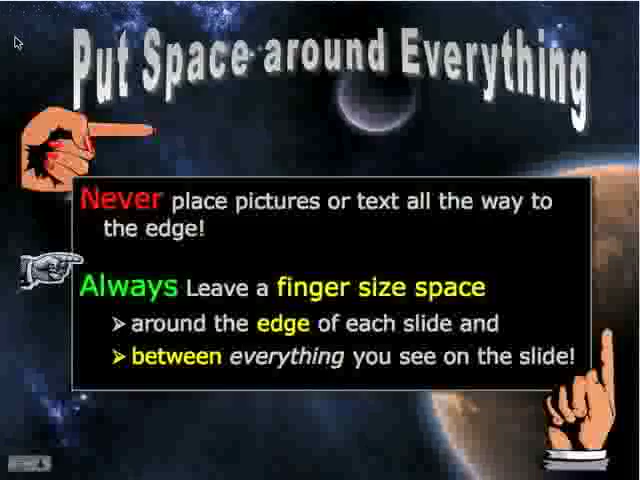 Put Space around Everything
Never place pictures or text all the way to
the edge!
Always Leave a finger size space
around the edge of each slide and
between everything you see on the slide!